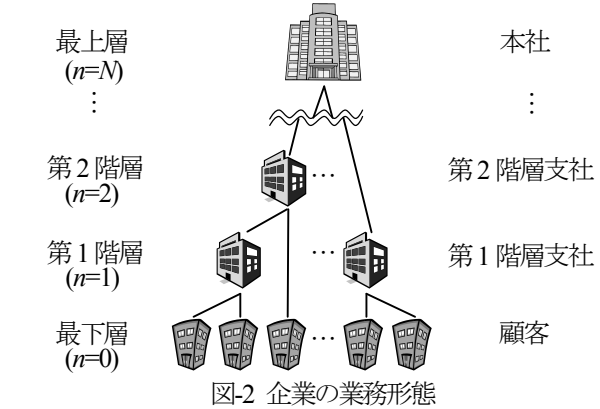 最上層
(n=N)
本社
⋮
⋮
第2階層
(n=2)
…
第2階層支社
第1階層
(n=1)
…
第1階層支社
最下層
(n=0)
…
顧客
図-2 企業の業務形態